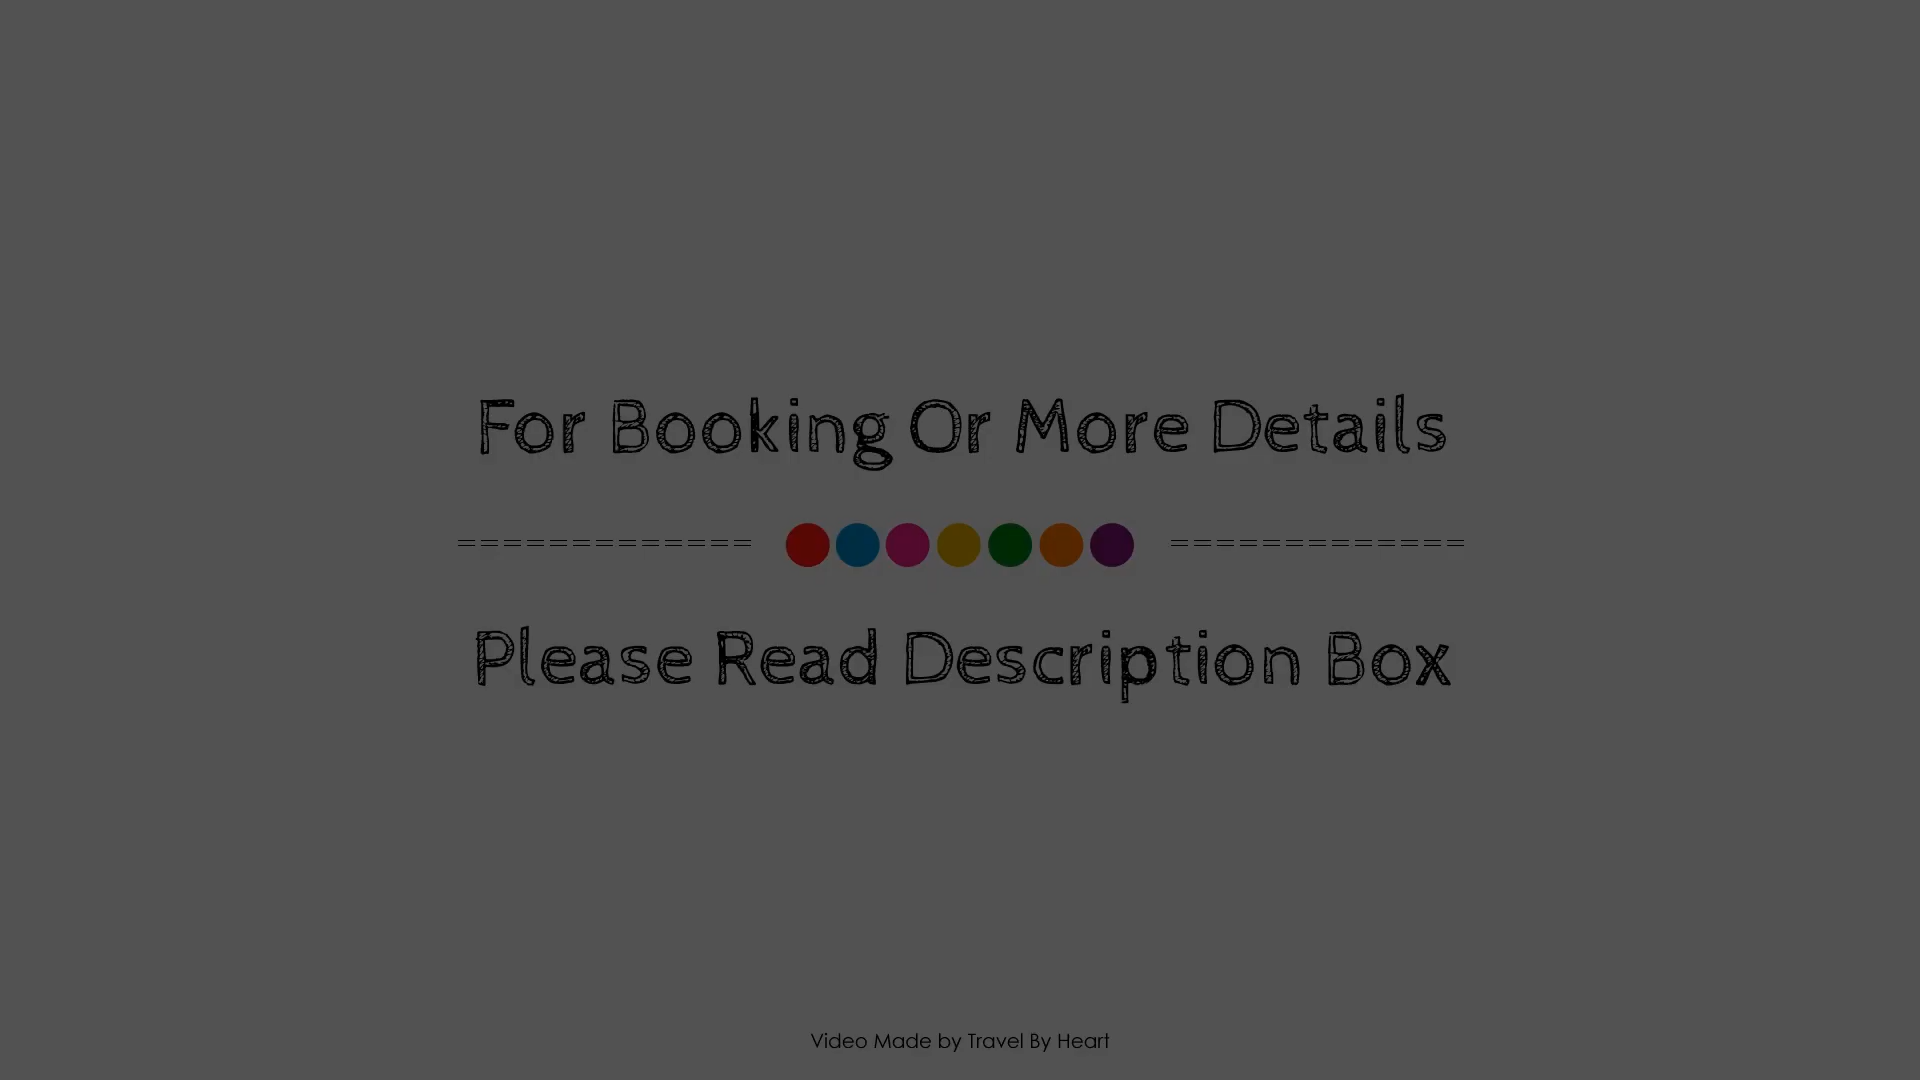 For Booking Or More Details
============= =============
Please Read Description Box
Video Made by Travel By Heart